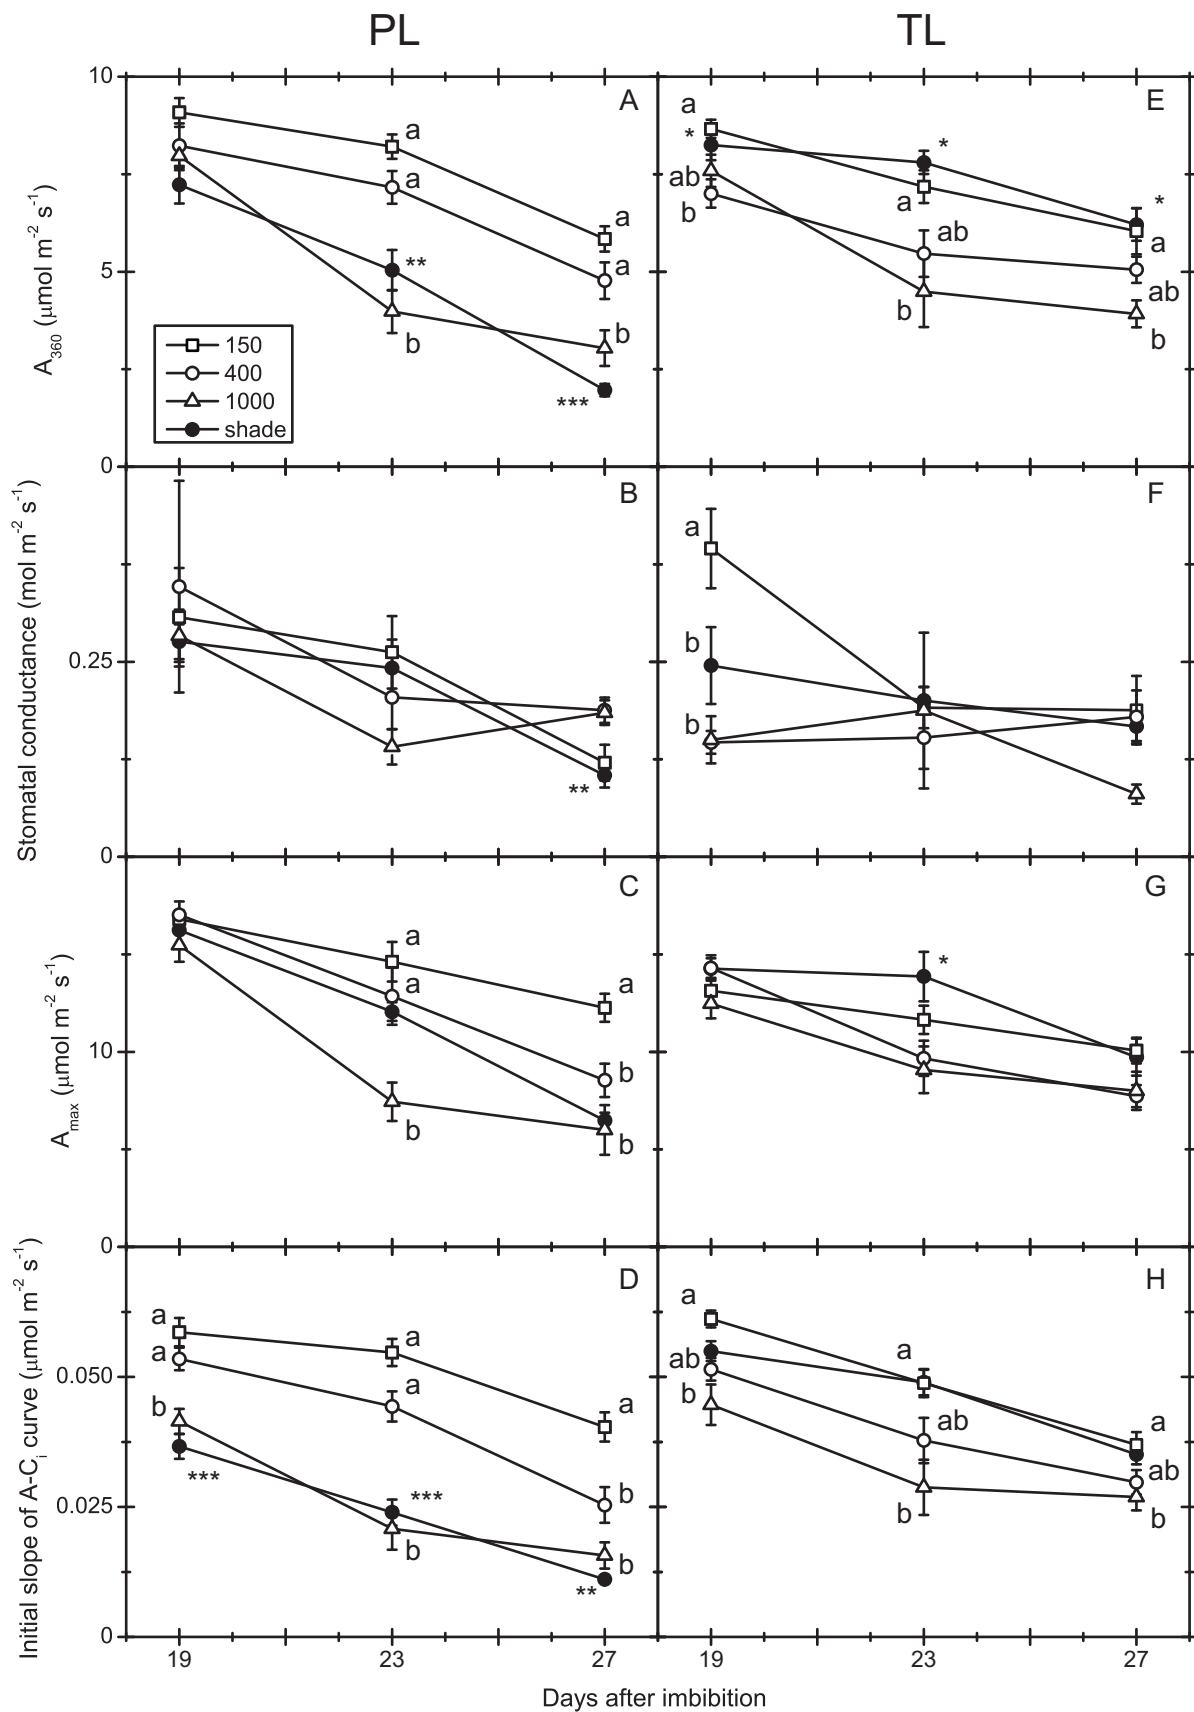 PL TL
10 A a E
a * *
a ab a *
a b ab a
5 a ** ab
b b b
150
400
1000
shade
***
A360 (μmol m-2 s-1)
0
B F
a
0.25 b
b
**
Stomatal conductance (mol m-2 s-1)
0
C G
a a *
a
10 b
b b
Amax (μmol m-2 s-1)
0
D H
a a a
a a a ab a
0.050 b b ab a
*** *** b ab
0.025 b b b b
**
Initial slope of A-Ci curve (μmol m-2 s-1)
0
19 23 27 19 23 27
Days after imbibition